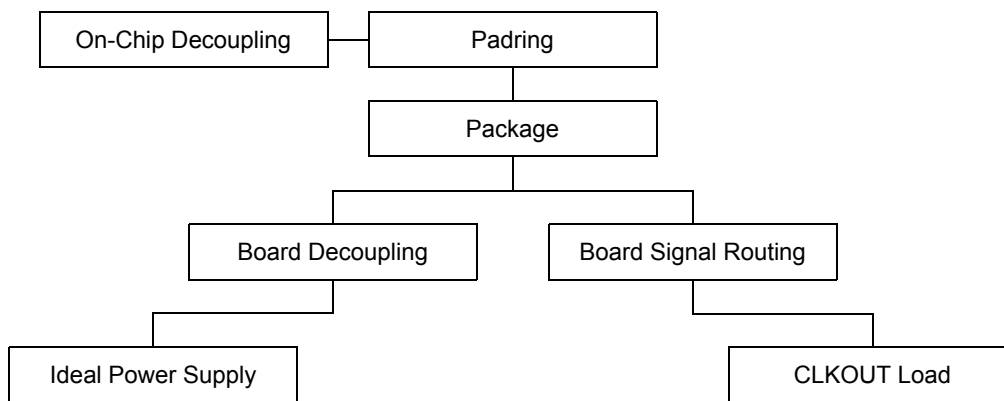 On-Chip Decoupling
Padring
Package
Board Decoupling
Board Signal Routing
Ideal Power Supply
CLKOUT Load